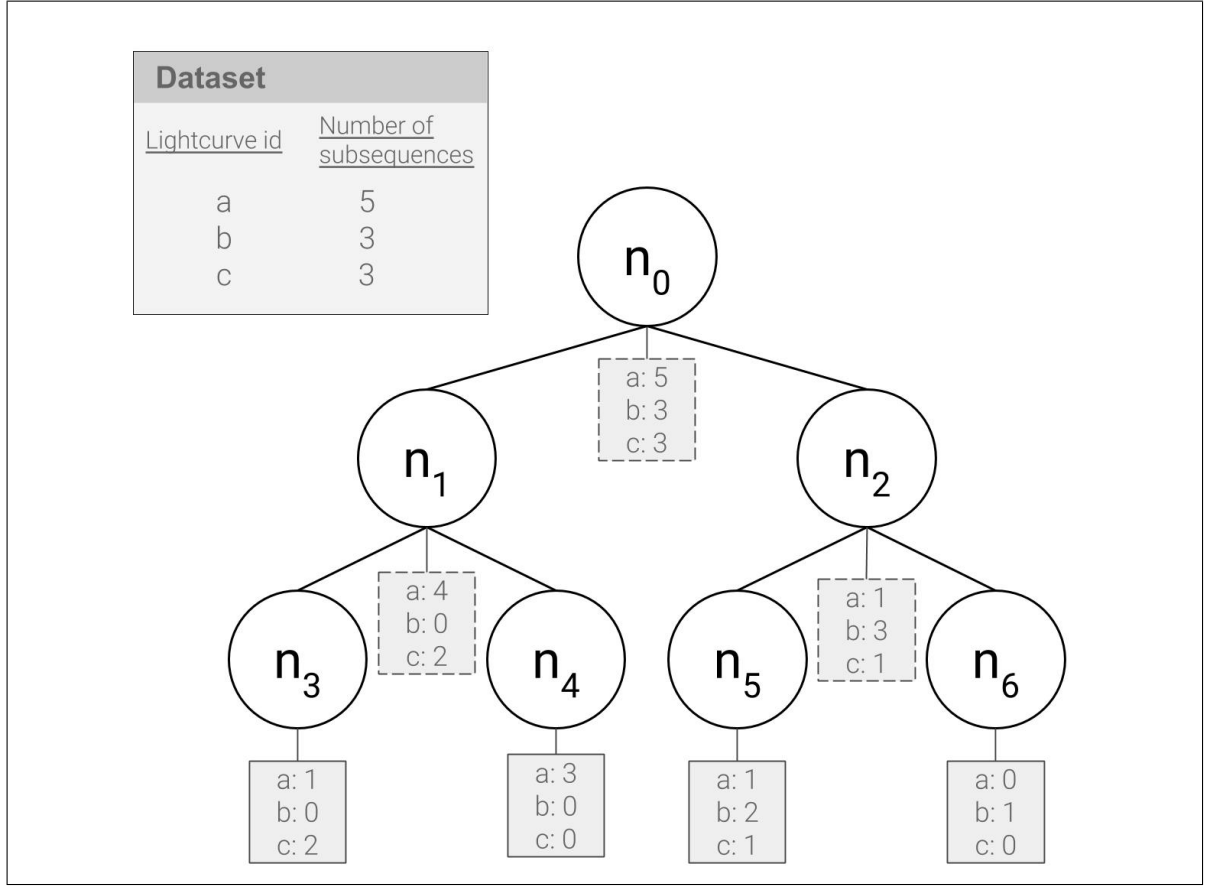 Dataset
Lightcurve id Number of
subsequences
a 5
b 3
c 3
n0
a: 5
b: 3
c: 3
n1
n2
a: 4
b: 0
c: 2
a: 1
b: 3
c: 1
n3
n4
n5
n6
a: 1
b: 0
c: 2
a: 3
b: 0
c: 0
a: 1
b: 2
c: 1
a: 0
b: 1
c: 0